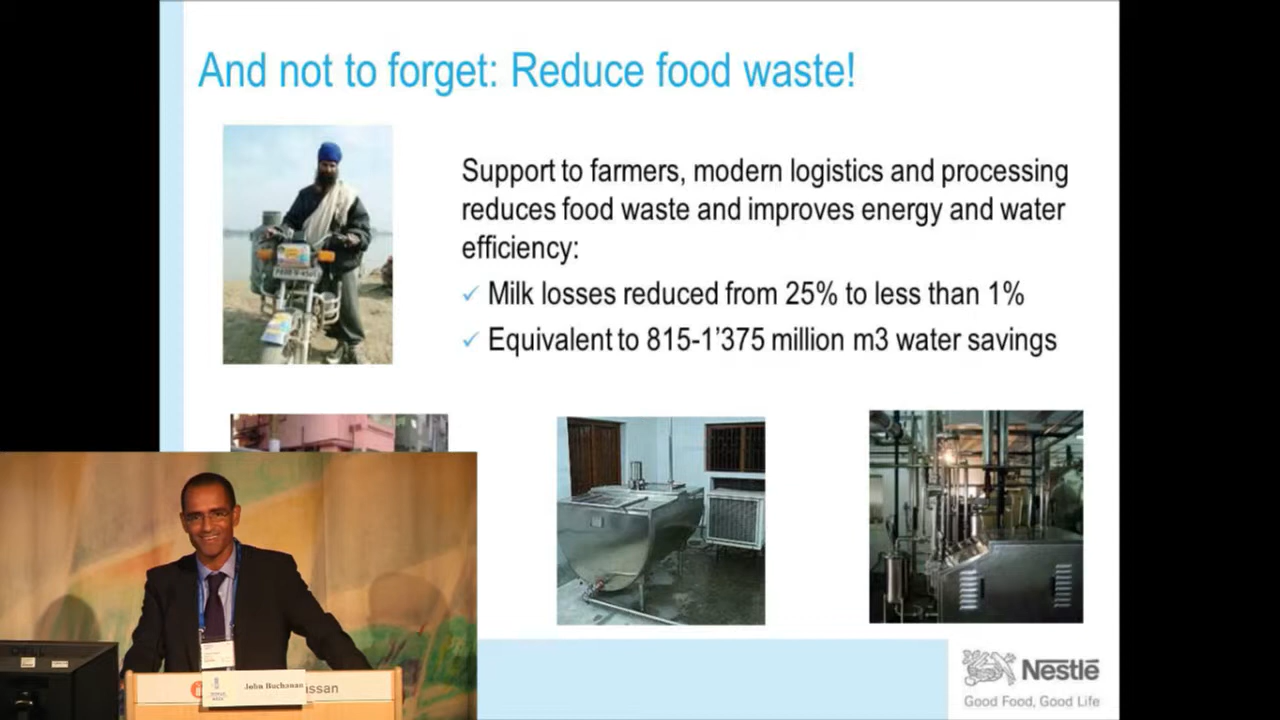 And not to forget: Reduce food waste!
Support to farmers, modern logistics and processing
reduces food waste and improves energy and water
efficiency:
✓ Milk losses reduced from 25% to less than 1%
✓ Equivalent to 815-1’375 million m3 water savings
DELL
John Buchanan
issan
Nestlé
Good Food, Good Life